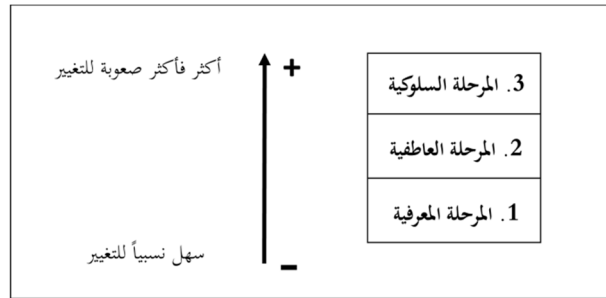 أكثر فأكثر صعوبة للتغيير
+
3. المرحلة السلوكية
2. المرحلة العاطفية
1. المرحلة المعرفية
سهل نسبياً للتغيير
–